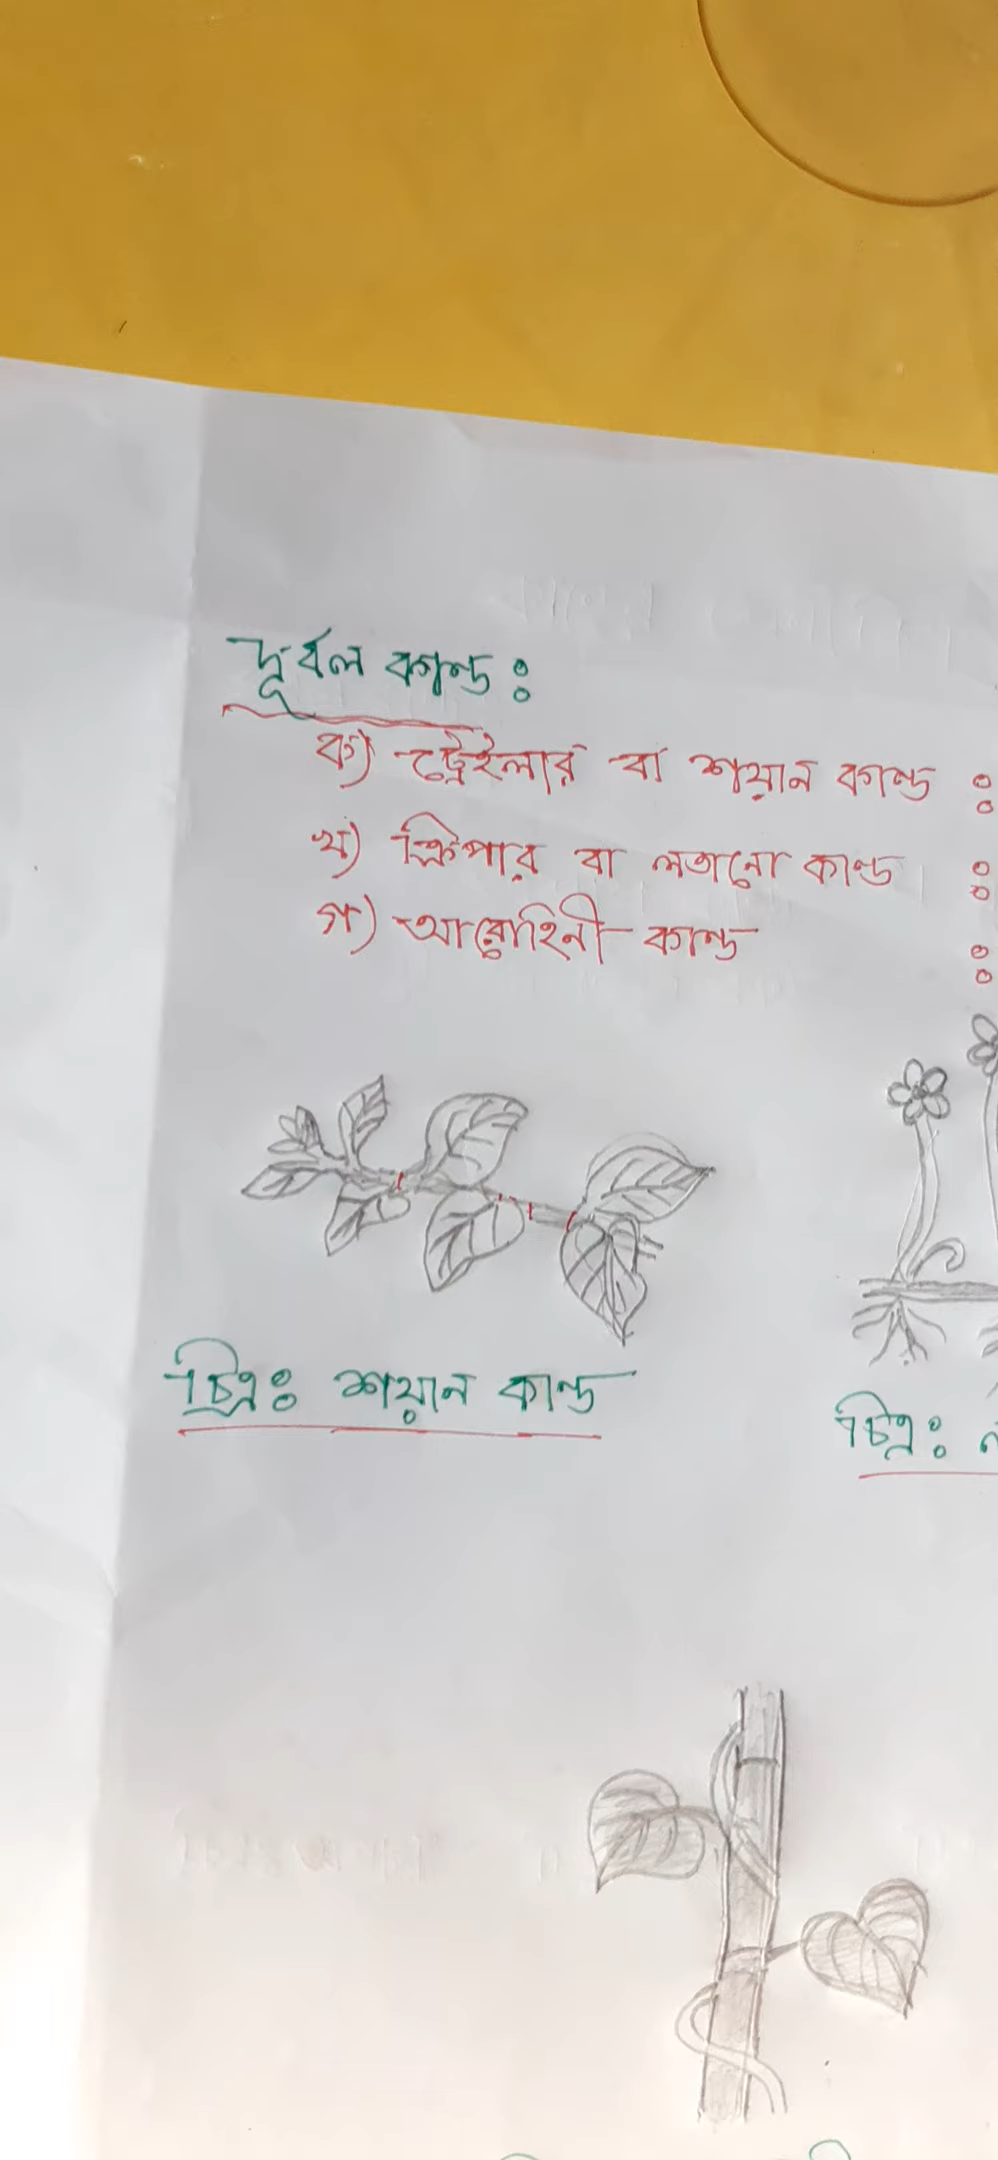 দূর্বল কান্ড ঃ
ক) ট্রেইলার বা শয়ান কান্ড ঃ
খ) ক্রিপার বা লতানো কান্ড ঃ
গ) আরোহিনী কান্ড ঃ
চিত্র ঃ শয়ান কান্ড
চিত্র ঃ